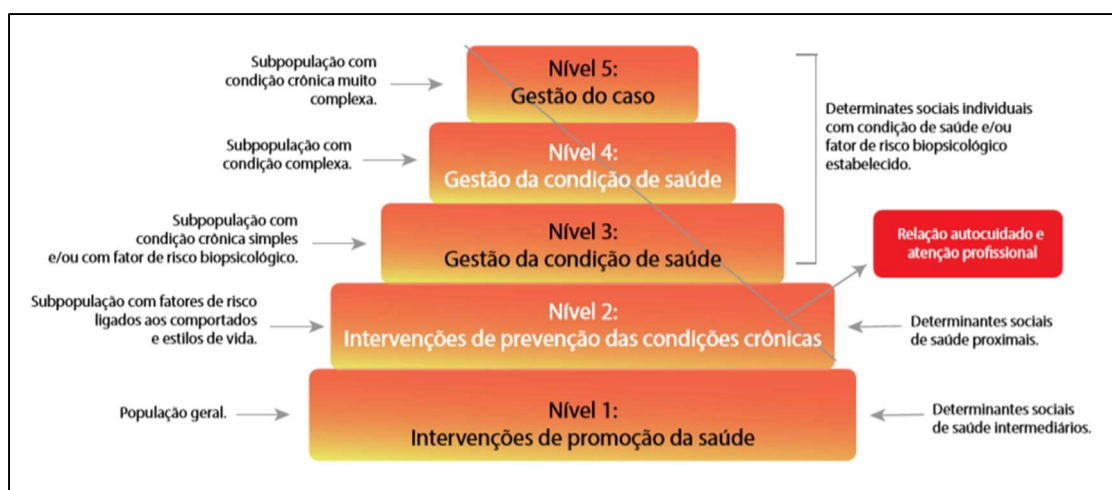 Subpopulação com
condição crônica muito
complexa.
Nível 5:
Gestão do caso
Determinates sociais individuais
com condição de saúde e/ou
fator de risco biopsicológico
estabelecido.
Subpopulação com
condição complexa.
Nível 4:
Gestão da condição de saúde
Subpopulação com
condição crônica simples
e/ou com fator de risco biopsicológico.
Nível 3:
Gestão da condição de saúde
Relação autocuidado e
atenção profissional
Subpopulação com fatores de risco
ligados aos comportados
e estilos de vida.
Nível 2:
Intervenções de prevenção das condições crônicas
Determinantes sociais
de saúde proximais.
População geral.
Nível 1:
Intervenções de promoção da saúde
Determinantes sociais
de saúde intermediários.